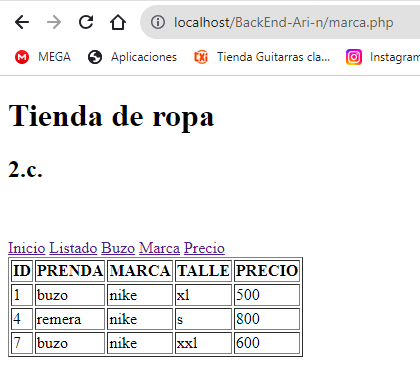 localhost/BackEnd-Ari-n/marca.php
MEGA Aplicaciones Tienda Guitarras cla... Instagram
Tienda de ropa
2.c.
Inicio Listado Buzo Marca Precio
ID PRENDA MARCA TALLE PRECIO
1 buzo nike xl 500
4 remera nike s 800
7 buzo nike xxl 600